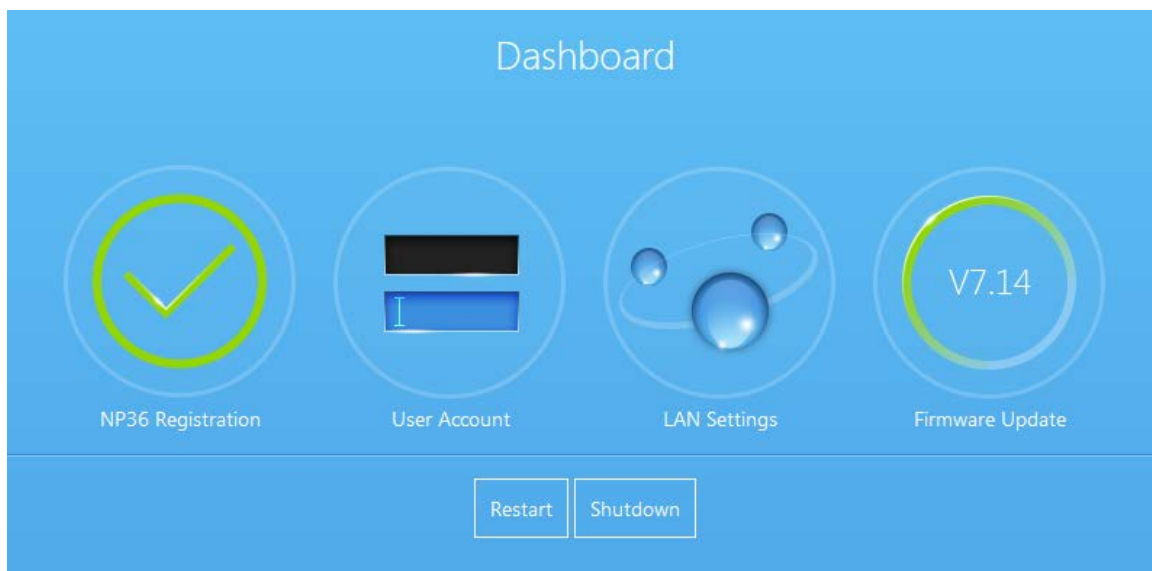 Dashboard
V7.14
NP36 Registration
User Account
LAN Settings
Firmware Update
Restart
Shutdown